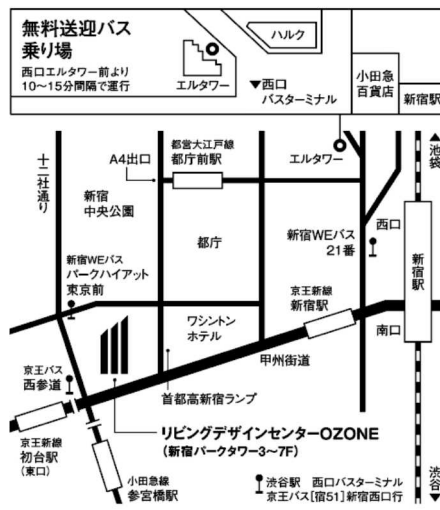 無料送迎バス
乗り場
西口エルタワー前より
10〜15分間隔で運行
ハルク
エルタワー
▼西口
バスターミナル
小田急
百貨店
新宿駅
十二社通り
A4出口
都営大江戸線
都庁前駅
エルタワー
▲池袋
新宿
中央公園
都庁
新宿WEバス
21番
西口
新宿駅
新宿WEバス
パークハイアット
東京前
京王新線
新宿駅
ワシントン
ホテル
南口
甲州街道
京王バス
西参道
首都高新宿ランプ
リビングデザインセンターOZONE
(新宿パークタワー3〜7F)
京王新線
初台駅
(東口)
小田急線
参宮橋駅
渋谷駅 西口バスターミナル
京王バス[宿51]新宿西口行
渋谷▼